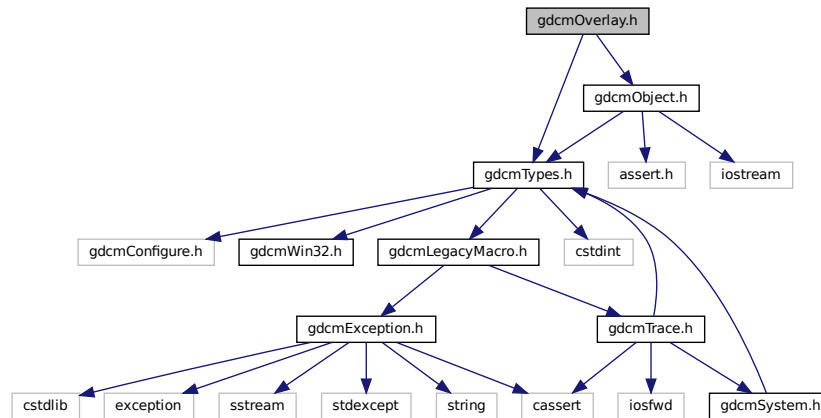 gdcmOverlay.h
gdcmObject.h
gdcmTypes.h
assert.h
iostream
gdcmConfigure.h
gdcmWin32.h
gdcmLegacyMacro.h
cstdint
gdcmException.h
gdcmTrace.h
cstdlib
exception
sstream
stdexcept
string
cassert
iosfwd
gdcmSystem.h